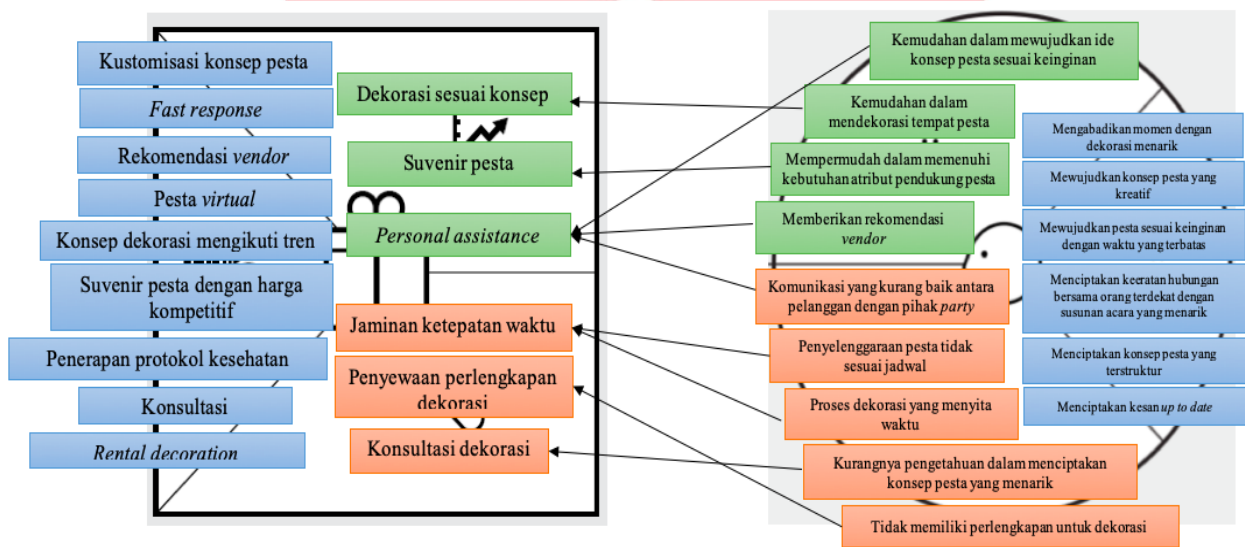 Kustomisasi konsep pesta
Fast response
Rekomendasi vendor
Pesta virtual
Konsep dekorasi mengikuti tren
Suvenir pesta dengan harga
kompetitif
Penerapan protokol kesehatan
Konsultasi
Rental decoration
Dekorasi sesuai konsep
Suvenir pesta
Personal assistance
Jaminan ketepatan waktu
Penyewaan perlengkapan
dekorasi
Konsultasi dekorasi
Kemudahan dalam mewujudkan ide
konsep pesta sesuai keinginan
Kemudahan dalam
mendekorasi tempat pesta
Mempermudah dalam memenuhi
kebutuhan atribut pendukung pesta
Memberikan rekomendasi
vendor
Komunikasi yang kurang baik antara
pelanggan dengan pihak party
Penyelenggaraan pesta tidak
sesuai jadwal
Proses dekorasi yang menyita
waktu
Kurangnya pengetahuan dalam menciptakan
konsep pesta yang menarik
Tidak memiliki perlengkapan untuk dekorasi
Mengabadikan momen dengan
dekorasi menarik
Mewujudkan konsep pesta yang
kreatif
Mewujudkan pesta sesuai keinginan
dengan waktu yang terbatas
Menciptakan keeratan hubungan
bersama orang terdekat dengan
susunan acara yang menarik
Menciptakan konsep pesta yang
terstruktur
Menciptakan kesan up to date